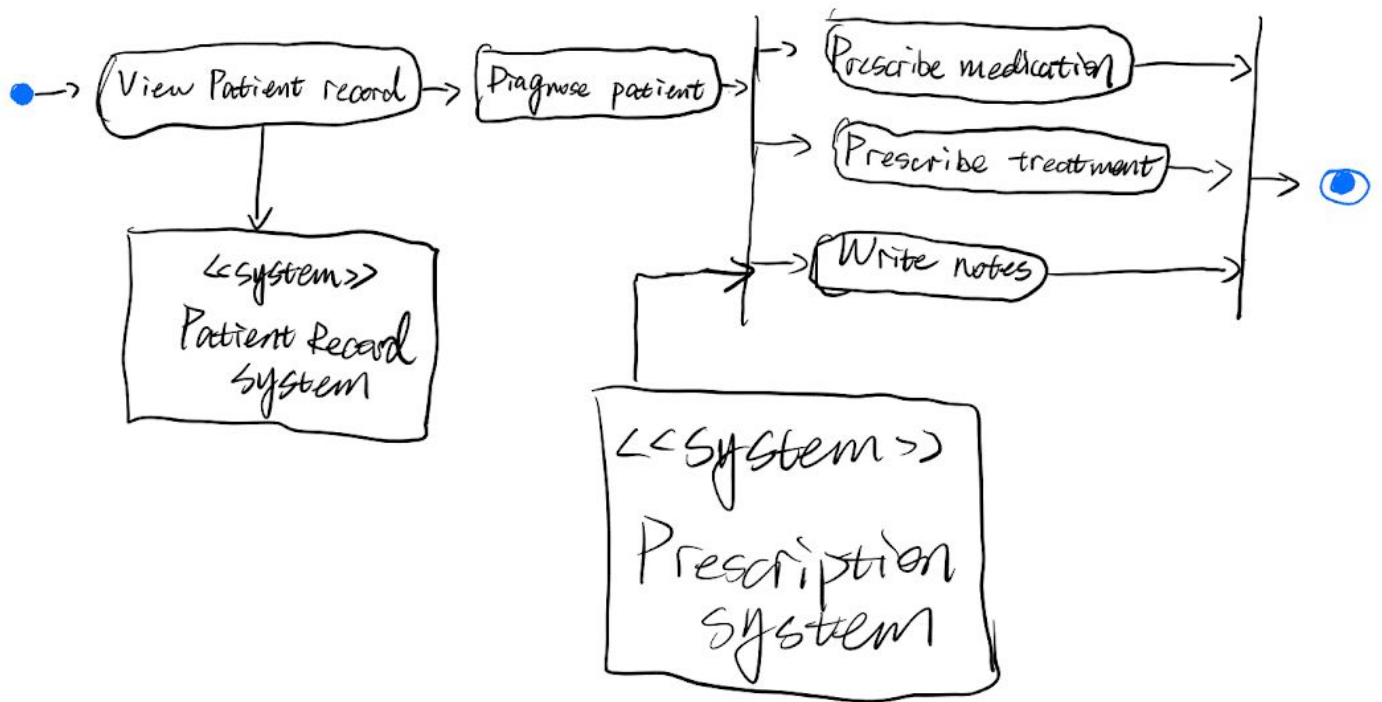 View Patient record
Diagnose patient
Prescribe medication
Prescribe treatment
Write notes
<<system>>
Patient Record
system
<<system>>
Prescription
system